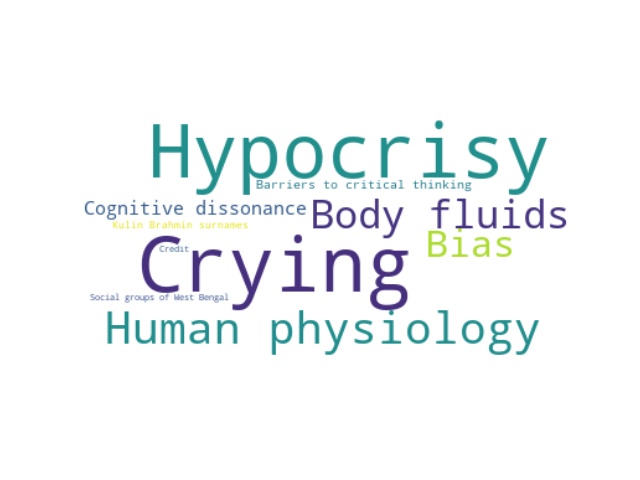 Hypocrisy
Barriers to critical thinking
Cognitive dissonance
Body fluids
Kulin Brahmin surnames
Bias
Crying
Credit
Social groups of West Bengal
Human physiology